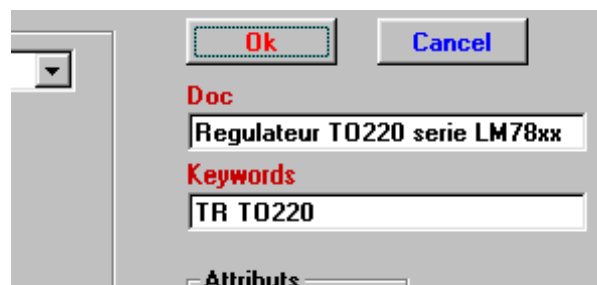 Ok Cancel
Doc
Regulateur TO220 serie LM78xx
Keywords
TR TO220
Attributs